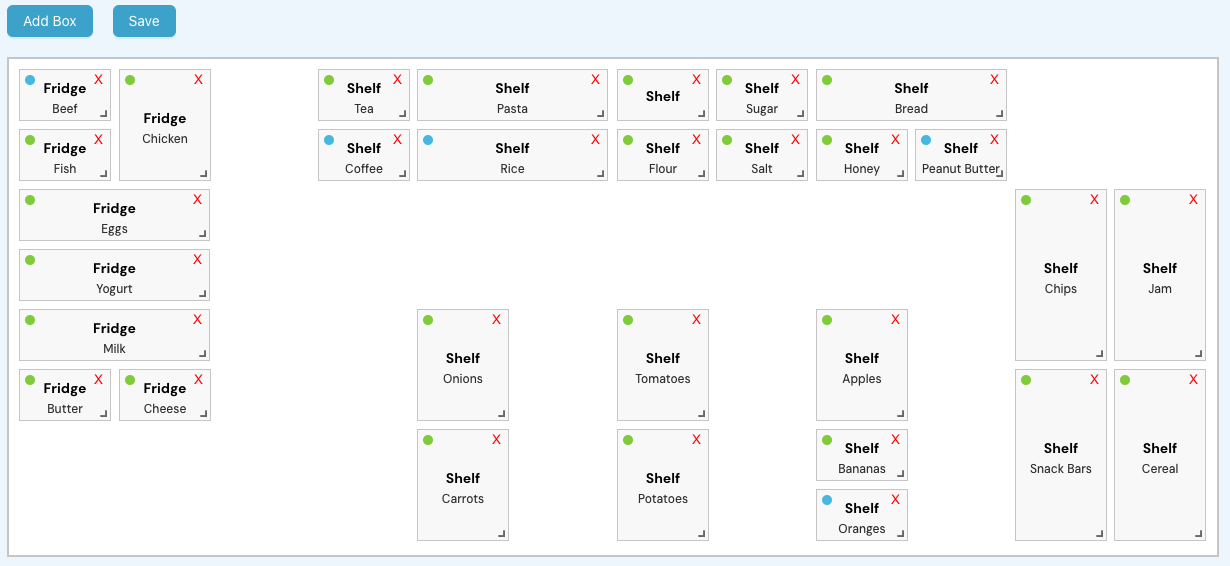 Add Box
Save
X
Fridge
Beef
X
Fridge
Chicken
X
Shelf
Tea
X
Shelf
Pasta
X
Shelf
X
Shelf
Sugar
X
Shelf
Bread
X
Fridge
Fish
X
Shelf
Coffee
X
Shelf
Rice
X
Shelf
Flour
X
Shelf
Salt
X
Shelf
Honey
X
Shelf
Peanut Butter
X
Fridge
Eggs
X
Shelf
Chips
X
Shelf
Jam
X
Fridge
Yogurt
X
Fridge
Milk
X
Shelf
Onions
X
Shelf
Tomatoes
X
Shelf
Apples
X
Fridge
Butter
X
Fridge
Cheese
X
Shelf
Snack Bars
X
Shelf
Cereal
X
Shelf
Carrots
X
Shelf
Potatoes
X
Shelf
Bananas
X
Shelf
Oranges